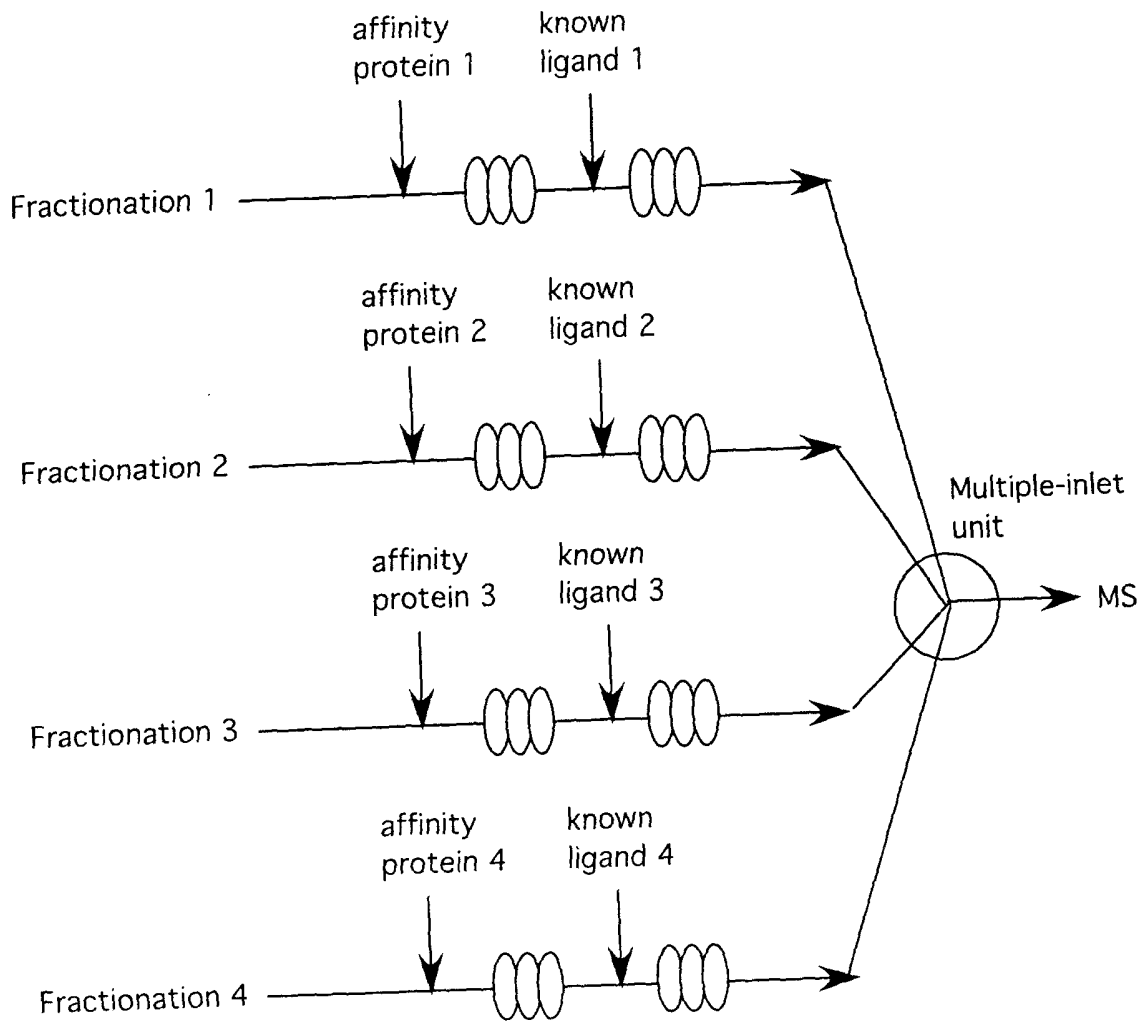 affinity
protein 1
known
ligand 1
Fractionation 1
affinity
protein 2
known
ligand 2
Fractionation 2
Multiple-inlet
unit
affinity
protein 3
known
ligand 3
MS
Fractionation 3
affinity
protein 4
known
ligand 4
Fractionation 4